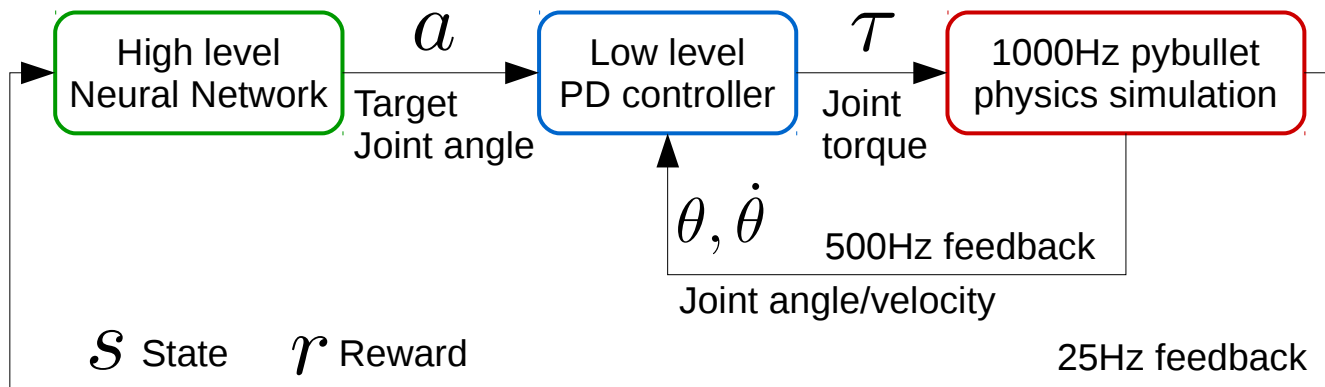 High level
Neural Network
a
Target
Joint angle
Low level
PD controller
τ
Joint
torque
1000Hz pybullet
physics simulation
θ, θ̇
500Hz feedback
Joint angle/velocity
s State
r Reward
25Hz feedback